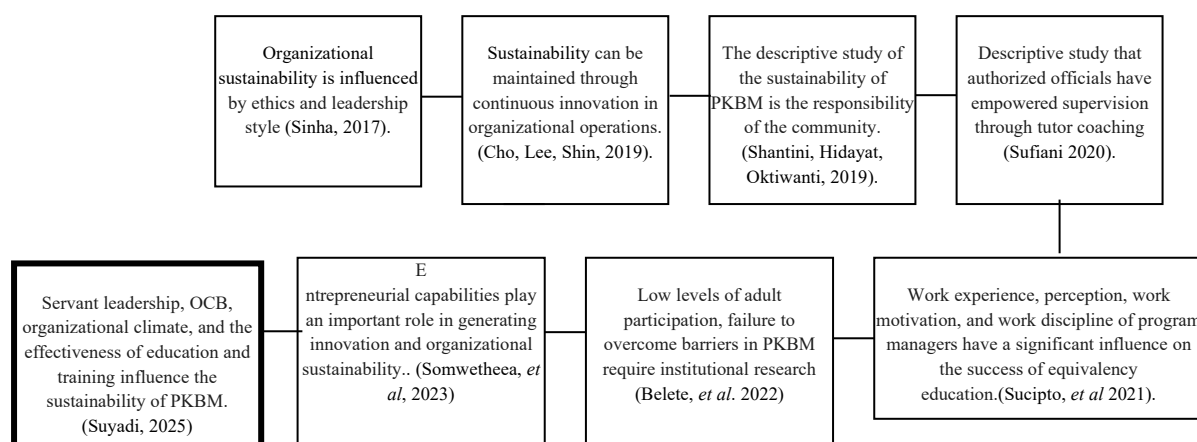 Organizational
sustainability is influenced
by ethics and leadership
style (Sinha, 2017).
Sustainability can be
maintained through
continuous innovation in
organizational operations.
(Cho, Lee, Shin, 2019).
The descriptive study of
the sustainability of
PKBM is the responsibility
of the community.
(Shantini, Hidayat,
Oktiwanti, 2019).
Descriptive study that
authorized officials have
empowered supervision
through tutor coaching
(Sufiani 2020).
Servant leadership, OCB,
organizational climate, and the
effectiveness of education and
training influence the
sustainability of PKBM.
(Suyadi, 2025)
E
ntrepreneurial capabilities play
an important role in generating
innovation and organizational
sustainability.. (Somwetheea, et
al, 2023)
Low levels of adult
participation, failure to
overcome barriers in PKBM
require institutional research
(Belete, et al. 2022)
Work experience, perception, work
motivation, and work discipline of program
managers have a significant influence on
the success of equivalency
education.(Sucipto, et al 2021).